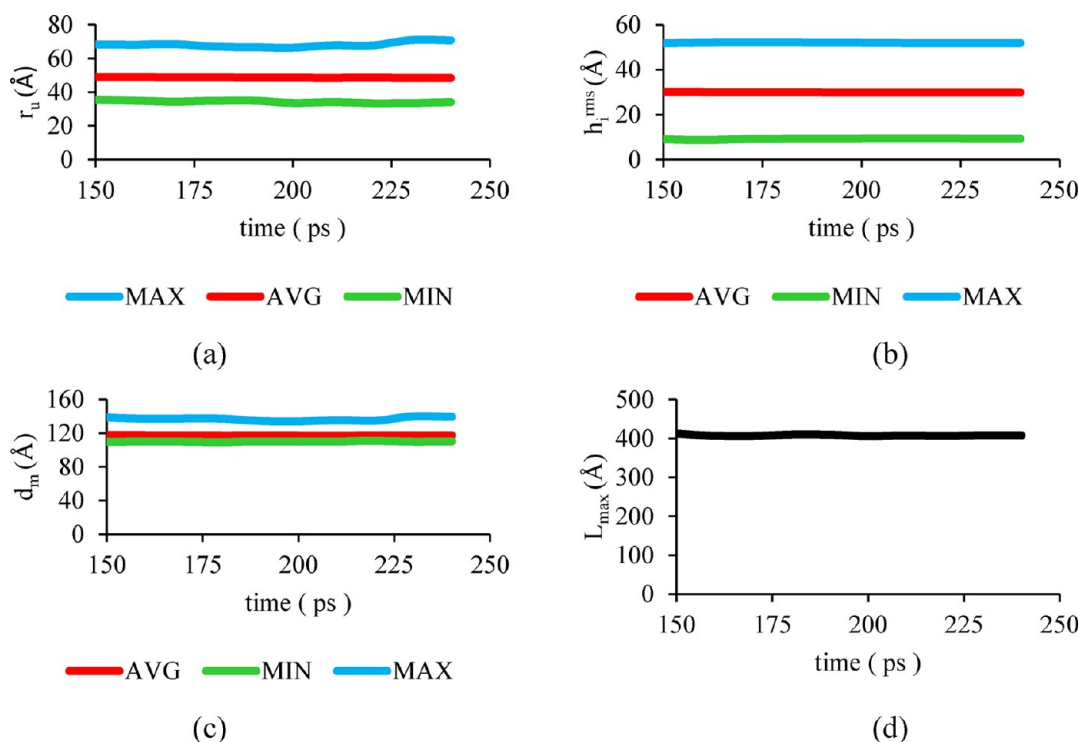 80
60
40
20
0
r_u (Å)
150 175 200 225 250
time ( ps )
MAX AVG MIN
(a)
60
40
20
0
h_i^rms (Å)
150 175 200 225 250
time ( ps )
AVG MIN MAX
(b)
160
120
80
40
0
d_m (Å)
150 175 200 225 250
time ( ps )
AVG MIN MAX
(c)
500
400
300
200
100
0
L_max (Å)
150 175 200 225 250
time ( ps )
(d)